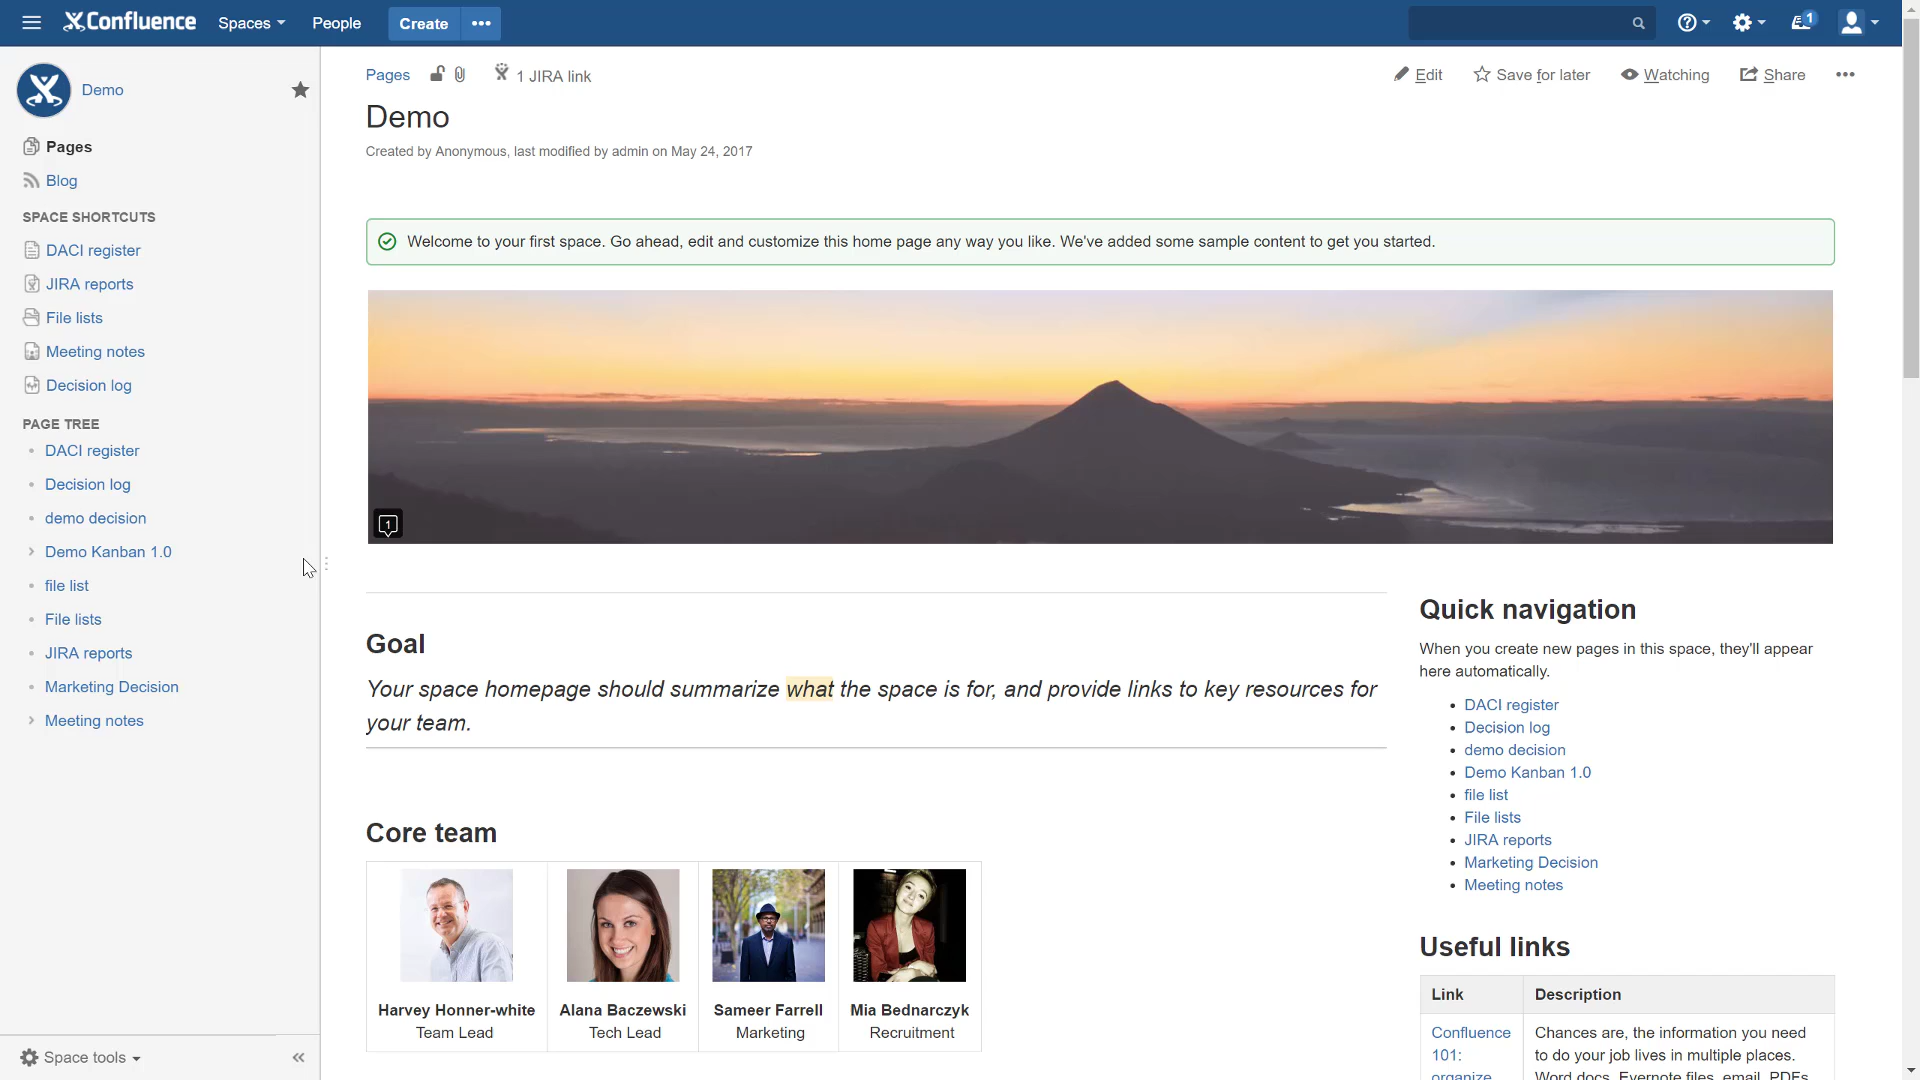 Confluence Spaces People Create ••• 1
Demo
Pages
Blog
SPACE SHORTCUTS
DACI register
JIRA reports
File lists
Meeting notes
Decision log
PAGE TREE
DACI register
Decision log
demo decision
Demo Kanban 1.0
file list
File lists
JIRA reports
Marketing Decision
Meeting notes
Space tools
Pages 1 JIRA link Edit Save for later Watching Share •••
Demo
Created by Anonymous, last modified by admin on May 24, 2017
Welcome to your first space. Go ahead, edit and customize this home page any way you like. We've added some sample content to get you started.
1
Goal
Your space homepage should summarize what the space is for, and provide links to key resources for
your team.
Core team
Harvey Honner-white
Team Lead
Alana Baczewski
Tech Lead
Sameer Farrell
Marketing
Mia Bednarczyk
Recruitment
Quick navigation
When you create new pages in this space, they'll appear
here automatically.
DACI register
Decision log
demo decision
Demo Kanban 1.0
file list
File lists
JIRA reports
Marketing Decision
Meeting notes
Useful links
Link Description
Confluence
101:
organize
Chances are, the information you need
to do your job lives in multiple places.
Word docs, Evernote files, email, PDFs